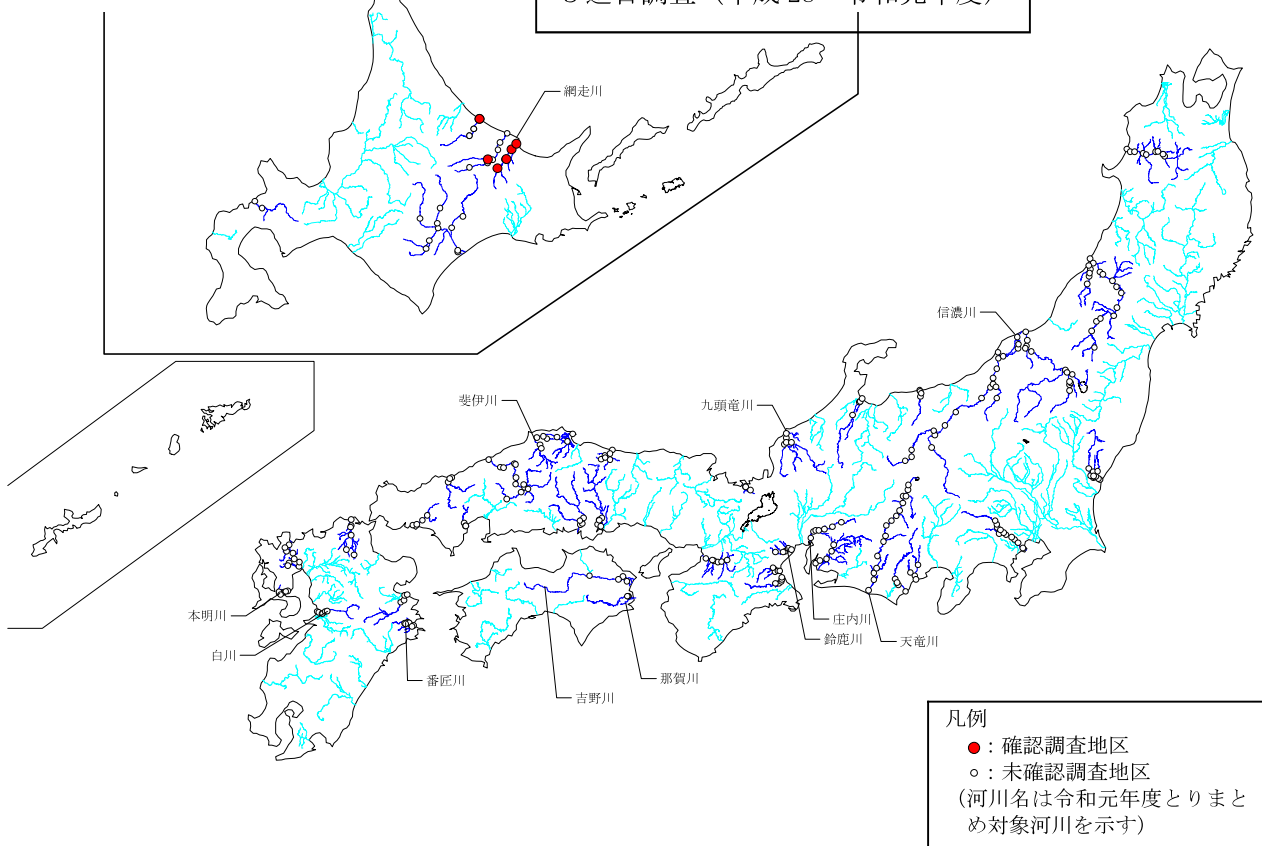 網走川
信濃川
斐伊川
九頭竜川
本明川
白川
番匠川
吉野川
那賀川
庄内川
鈴鹿川
天竜川
凡例
：確認調査地区
：未確認調査地区
（河川名は令和元年度とりまと
め対象河川を示す）